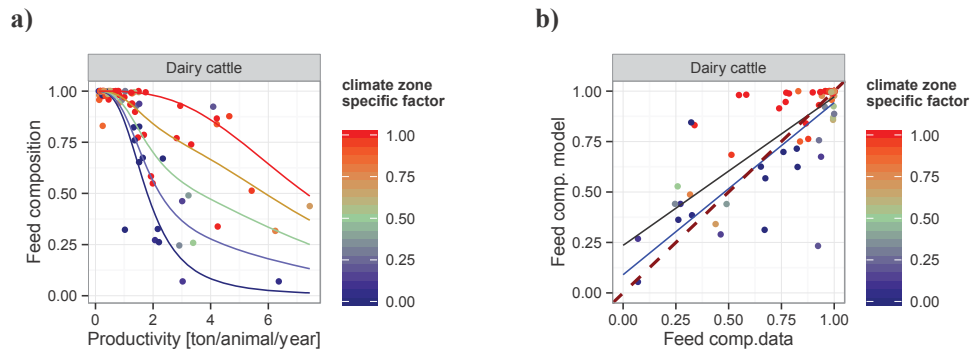 a)
Dairy cattle
Feed composition
1.00
0.75
0.50
0.25
0.00
0 2 4 6
Productivity [ton/animal/year]
climate zone
specific factor
1.00
0.75
0.50
0.25
0.00
b)
Dairy cattle
Feed comp. model
1.00
0.75
0.50
0.25
0.00
0.00 0.25 0.50 0.75 1.00
Feed comp.data
climate zone
specific factor
1.00
0.75
0.50
0.25
0.00